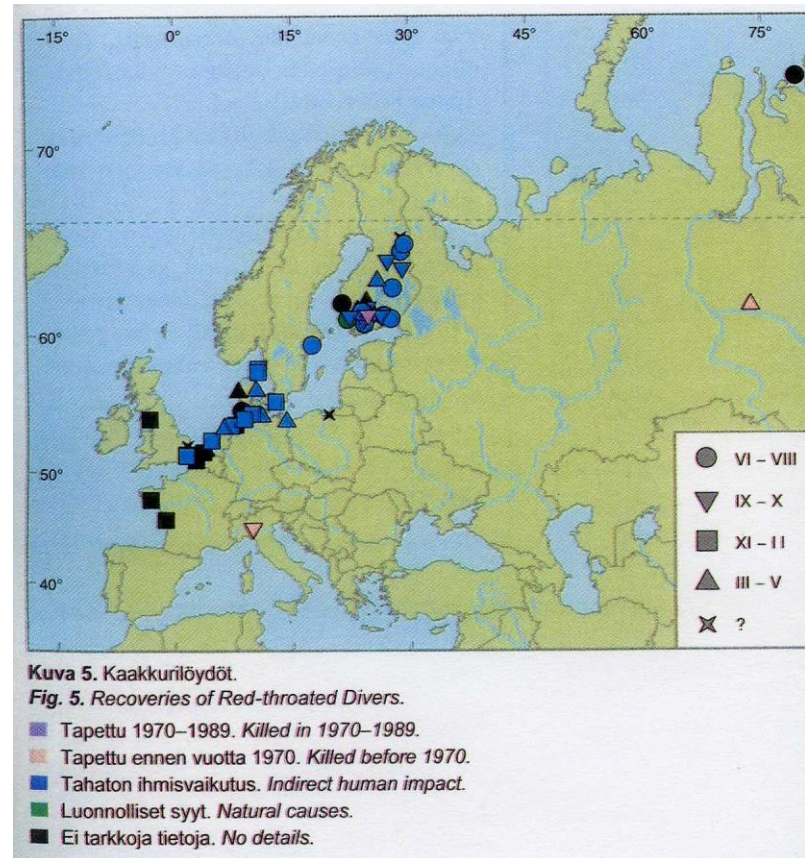 -15° 0° 15° 30° 45° 60° 75°
70°
60°
50°
40°
VI – VIII
IX – X
XI – II
III – V
?
Kuva 5. Kaakkurilöydöt.
Fig. 5. Recoveries of Red-throated Divers.
Tapettu 1970–1989. Killed in 1970–1989.
Tapettu ennen vuotta 1970. Killed before 1970.
Tahaton ihmisvaikutus. Indirect human impact.
Luonnolliset syyt. Natural causes.
Ei tarkkoja tietoja. No details.